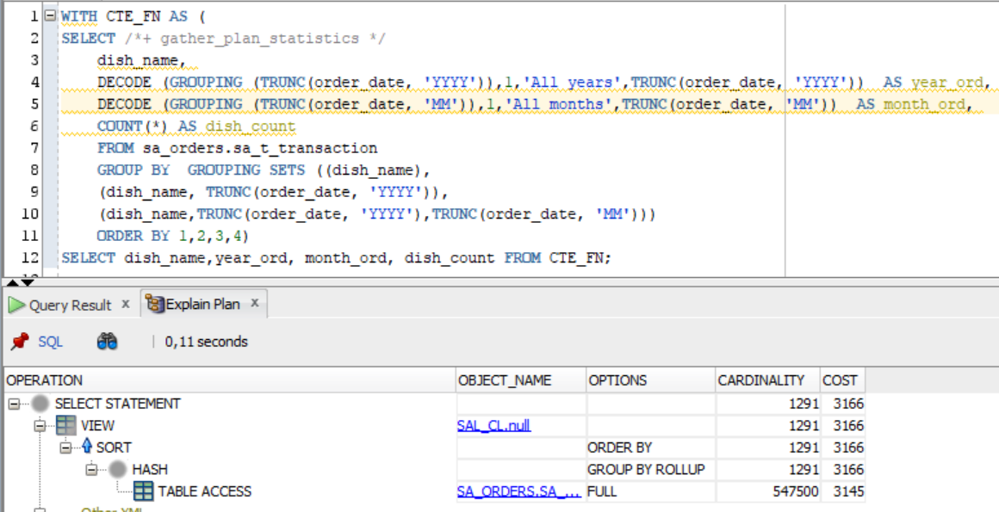 1 WITH CTE_FN AS (
2 SELECT /*+ gather_plan_statistics */
3 dish_name,
4 DECODE (GROUPING (TRUNC(order_date, 'YYYY')),1,'All years',TRUNC(order_date, 'YYYY')) AS year_ord,
5 DECODE (GROUPING (TRUNC(order_date, 'MM')),1,'All months',TRUNC(order_date, 'MM')) AS month_ord,
6 COUNT(*) AS dish_count
7 FROM sa_orders.sa_t_transaction
8 GROUP BY GROUPING SETS ((dish_name),
9 (dish_name, TRUNC(order_date, 'YYYY')),
10 (dish_name,TRUNC(order_date, 'YYYY'),TRUNC(order_date, 'MM')))
11 ORDER BY 1,2,3,4)
12 SELECT dish_name,year_ord, month_ord, dish_count FROM CTE_FN;
Query Result x Explain Plan x
SQL | 0,11 seconds
OPERATION OBJECT_NAME OPTIONS CARDINALITY COST
SELECT STATEMENT 1291 3166
VIEW SAL_CL.null 1291 3166
SORT ORDER BY 1291 3166
HASH GROUP BY ROLLUP 1291 3166
TABLE ACCESS SA_ORDERS.SA_... FULL 547500 3145
Other XML